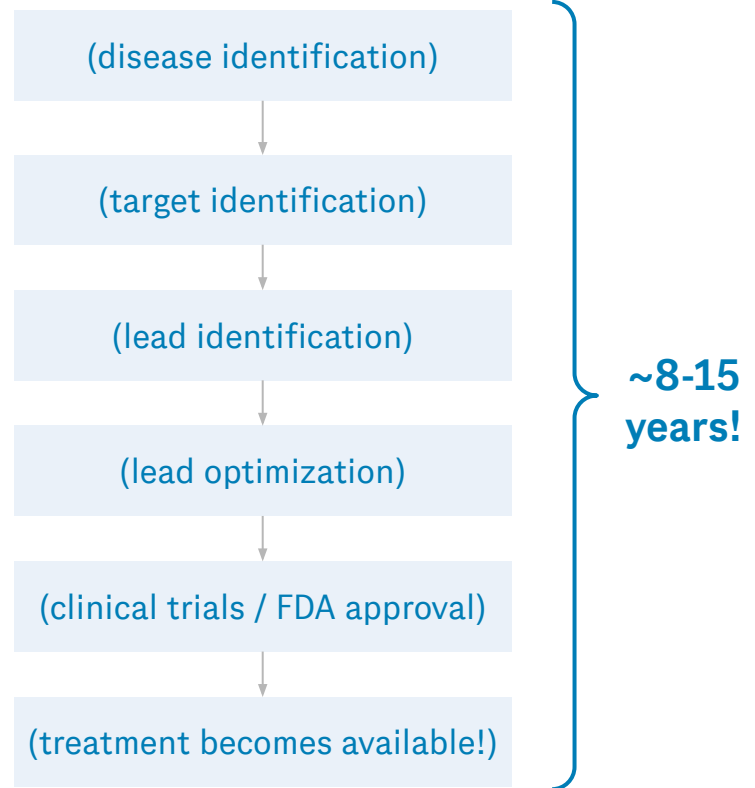 (disease identification)
(target identification)
(lead identification)
(lead optimization)
(clinical trials / FDA approval)
(treatment becomes available!)
~8-15
years!